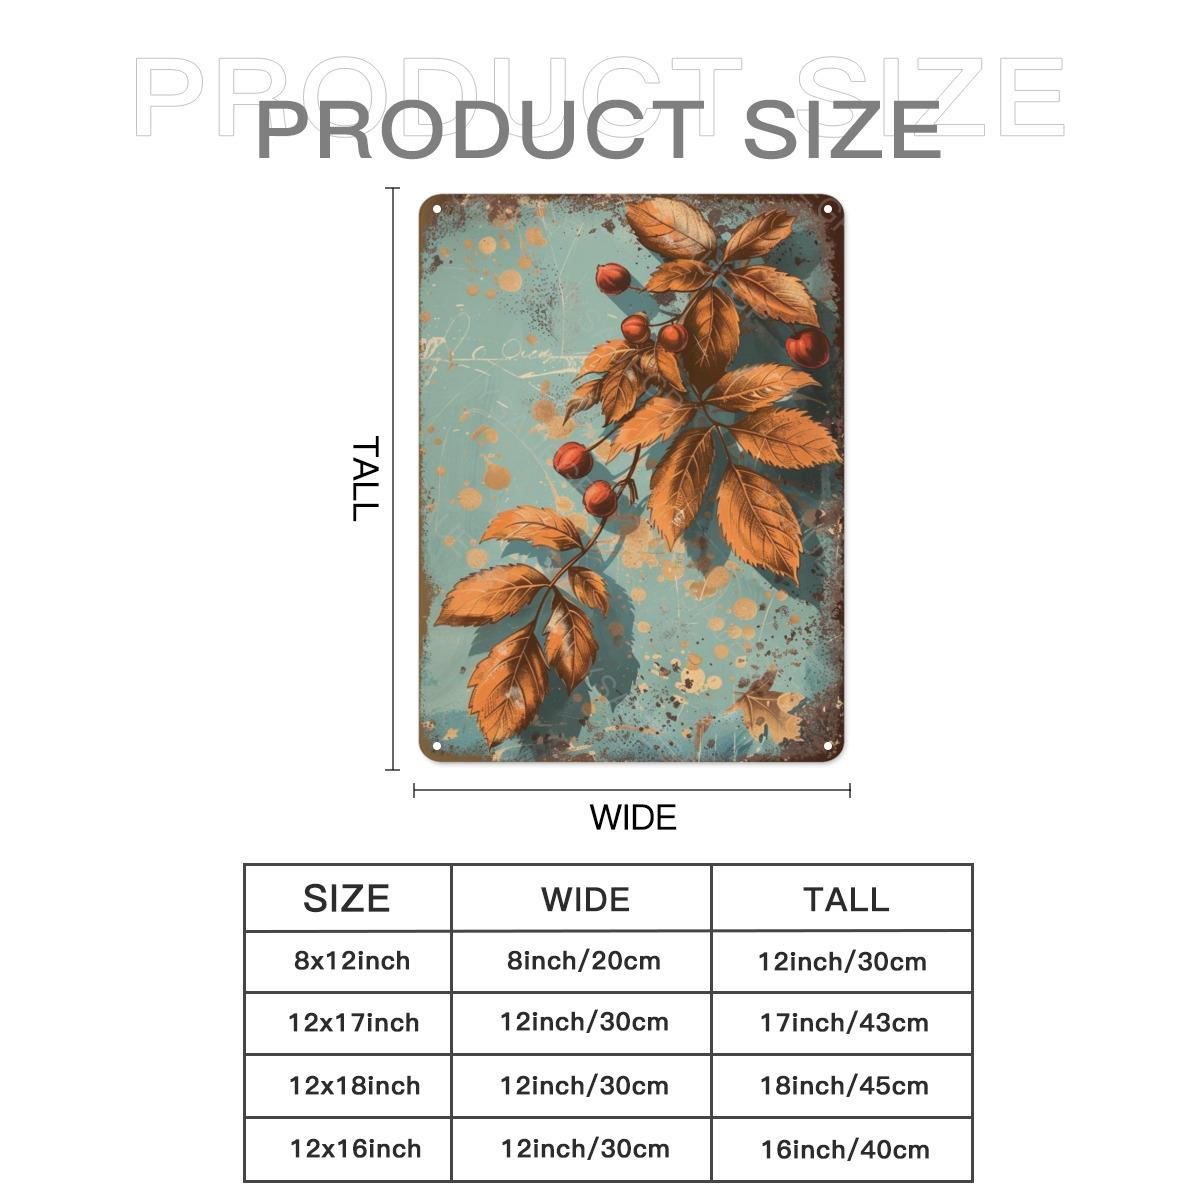 PRODUCT SIZE
PRODUCT SIZE
TALL
WIDE
SIZE WIDE TALL
8x12inch 8inch/20cm 12inch/30cm
12x17inch 12inch/30cm 17inch/43cm
12x18inch 12inch/30cm 18inch/45cm
12x16inch 12inch/30cm 16inch/40cm